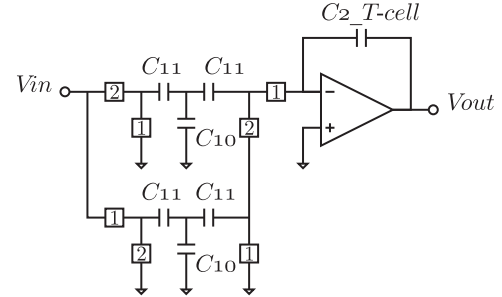 C2_T-cell
C11 C11
Vin 2 1 Vout
1 C10 2
C11 C11
1
2 C10 1